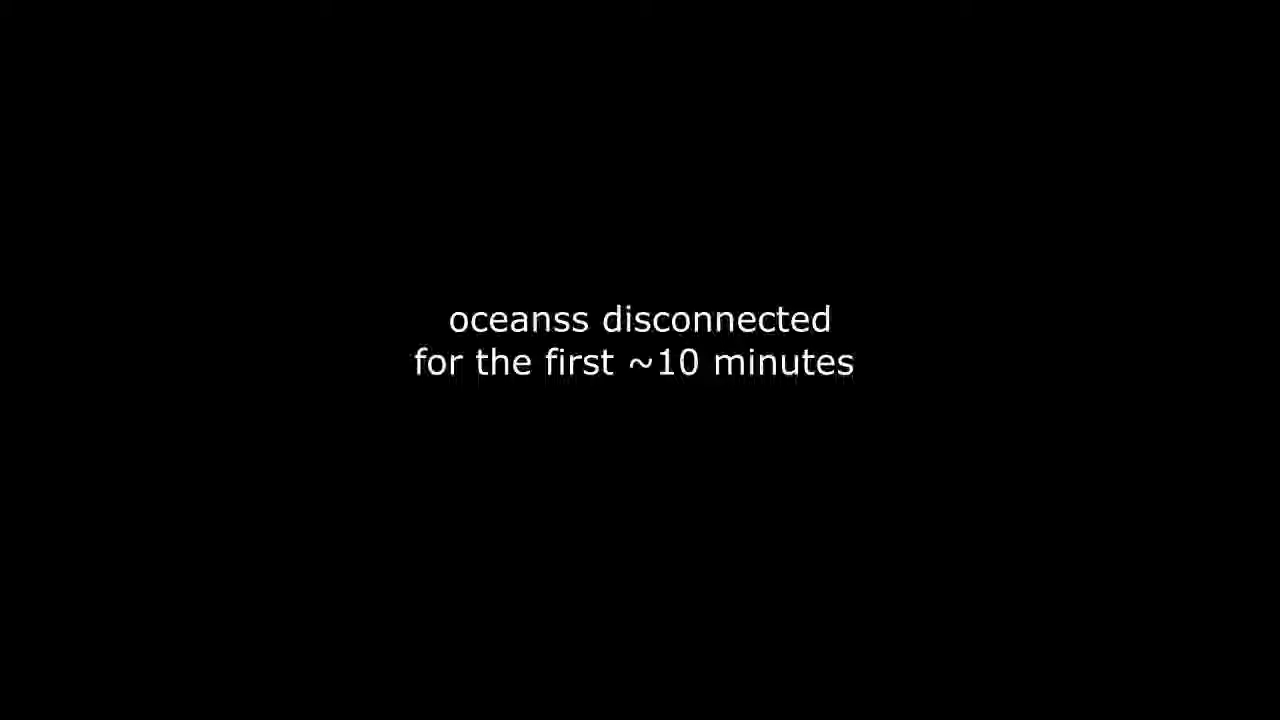 oceanss disconnected
for the first ~10 minutes